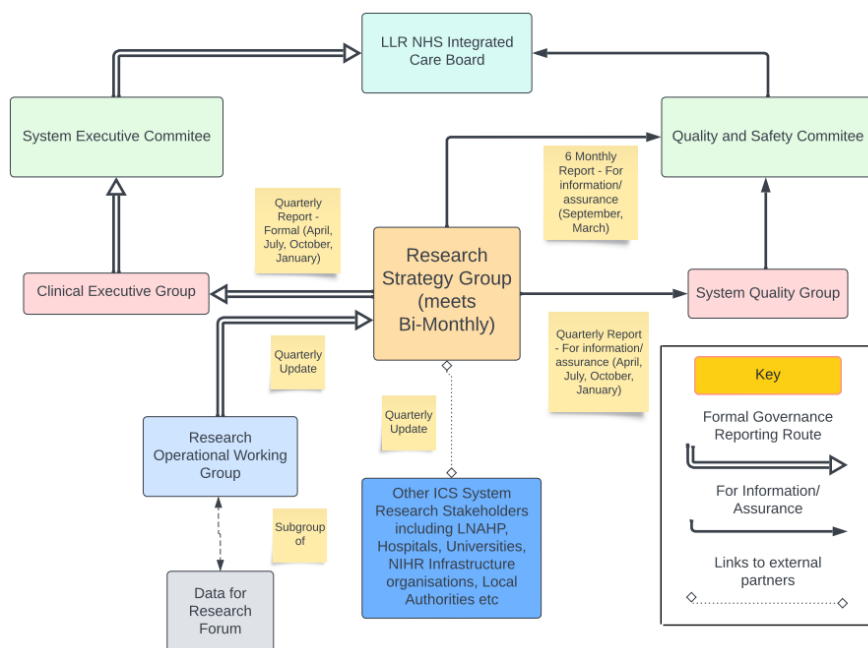 LLR NHS Integrated
Care Board
System Executive Commitee
Quality and Safety Commitee
6 Monthly
Report - For
information/
assurance
(September,
March)
Quarterly
Report -
Formal (April,
July, October,
January)
Research
Strategy Group
(meets
Bi-Monthly)
Clinical Executive Group
System Quality Group
Quarterly
Update
Quarterly Report
- For information/
assurance (April,
July, October,
January)
Quarterly
Update
Research
Operational Working
Group
Subgroup
of
Data for
Research
Forum
Other ICS System
Research Stakeholders
including LNAHP,
Hospitals, Universities,
NIHR Infrastructure
organisations, Local
Authorities etc
Key
Formal Governance
Reporting Route
For Information/
Assurance
Links to external
partners